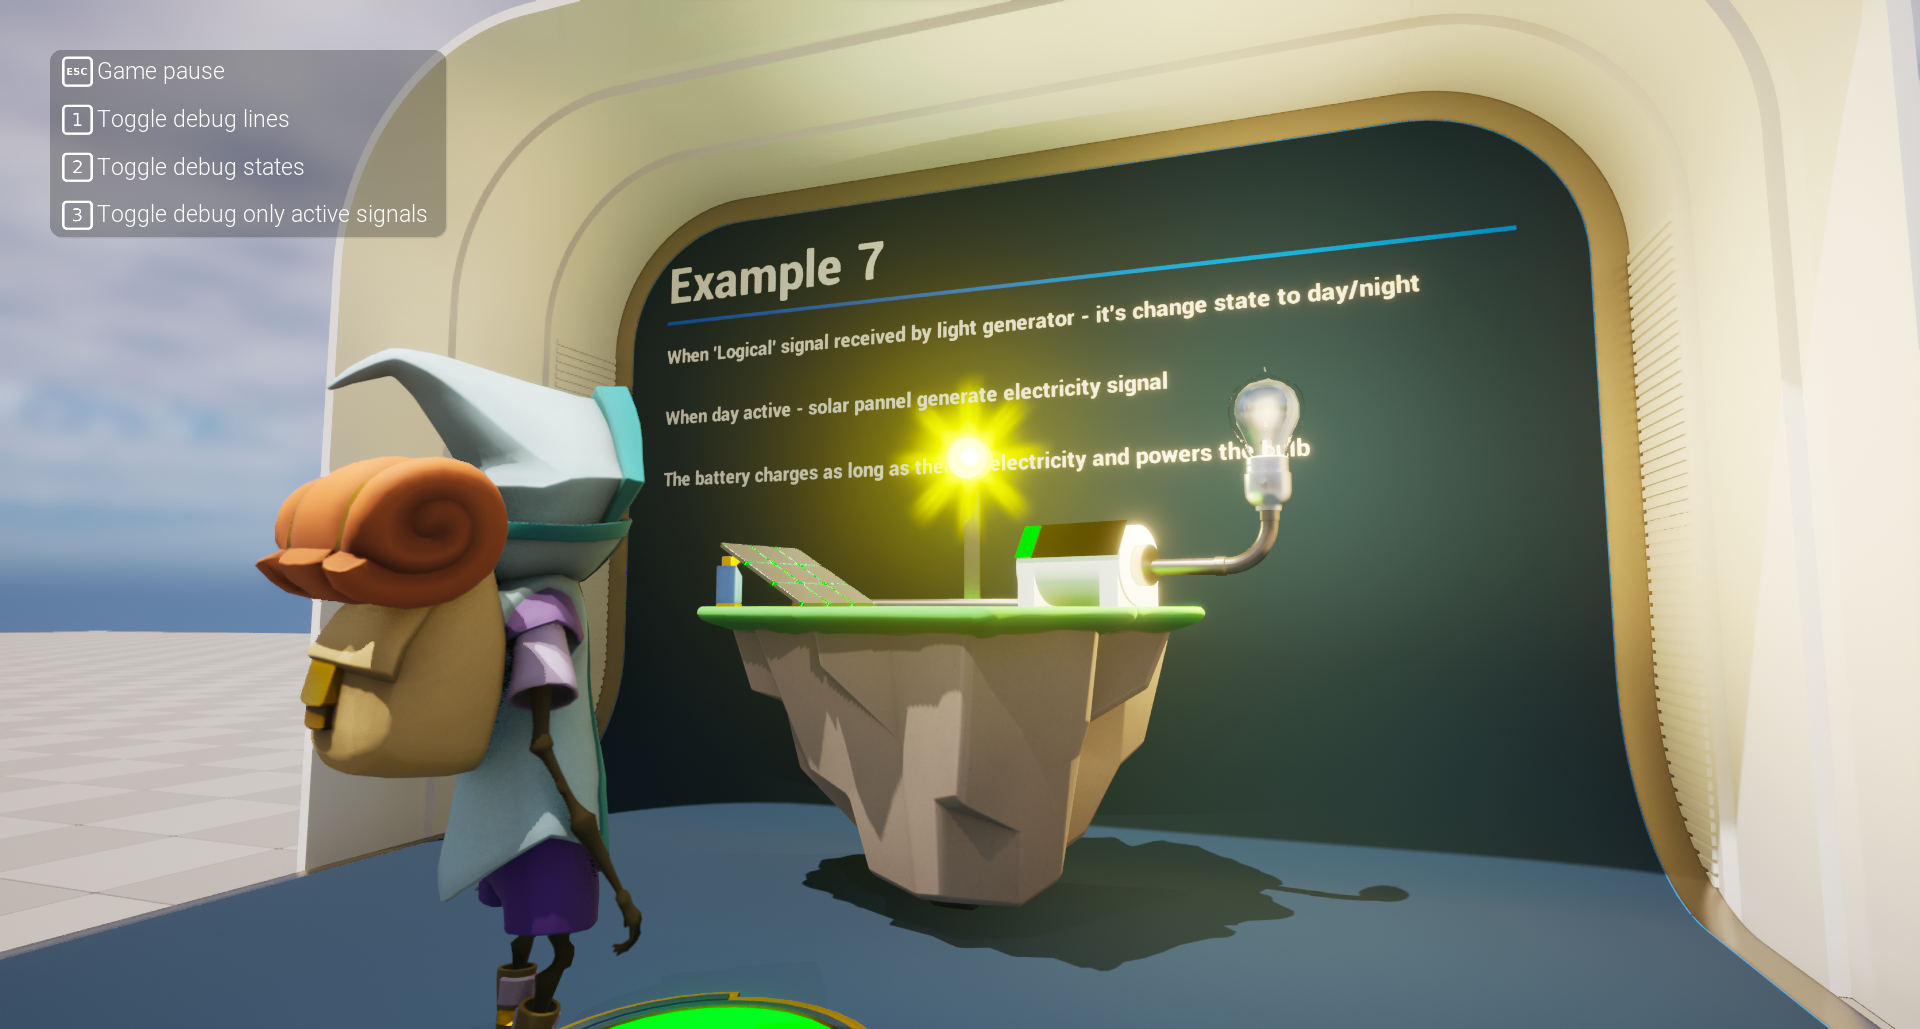 ESC Game pause
1 Toggle debug lines
2 Toggle debug states
3 Toggle debug only active signals
Example 7
When 'Logical' signal received by light generator - it's change state to day/night
When day active - solar pannel generate electricity signal
The battery charges as long as electricity and powers the bulb